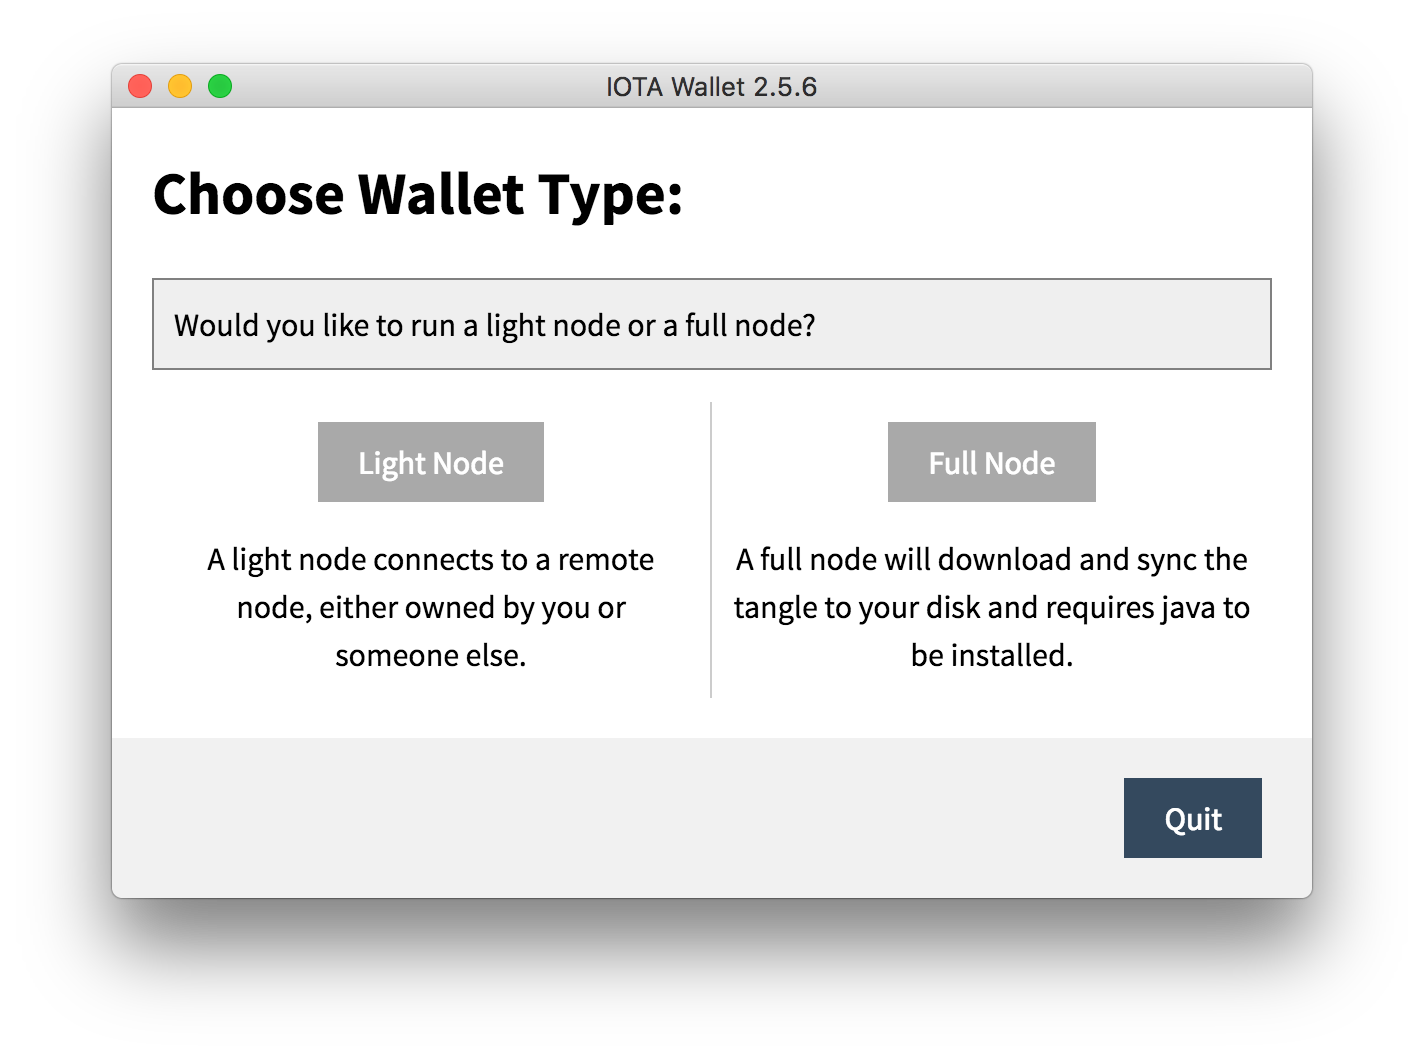 IOTA Wallet 2.5.6
Choose Wallet Type:
Would you like to run a light node or a full node?
Light Node
A light node connects to a remote
node, either owned by you or
someone else.
Full Node
A full node will download and sync the
tangle to your disk and requires java to
be installed.
Quit